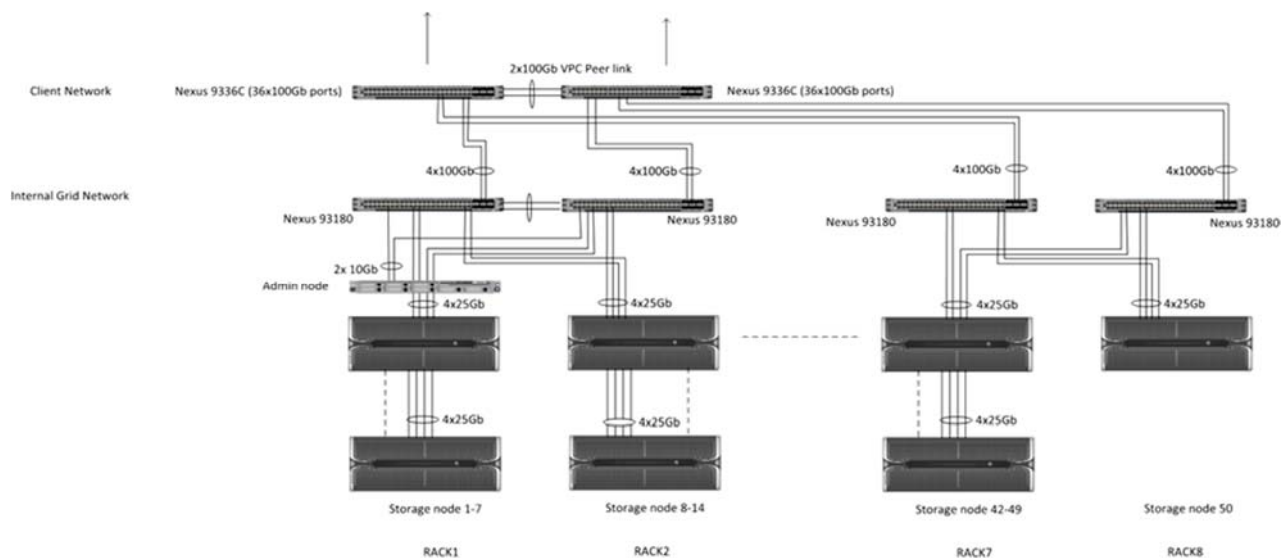 2x100Gb VPC Peer link
Client Network
Nexus 9336C (36x100Gb ports)
Nexus 9336C (36x100Gb ports)
4x100Gb
4x100Gb
4x100Gb
4x100Gb
Internal Grid Network
Nexus 93180
Nexus 93180
Nexus 93180
Nexus 93180
2x 10Gb
Admin node
4x25Gb
4x25Gb
4x25Gb
4x25Gb
4x25Gb
4x25Gb
4x25Gb
Storage node 1-7
Storage node 8-14
Storage node 42-49
Storage node 50
RACK1
RACK2
RACK7
RACK8